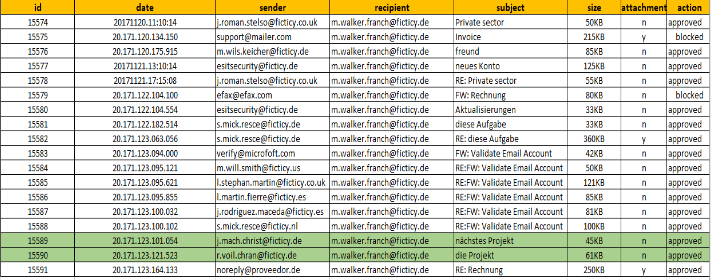 id date sender recipient subject size attachment action
15574 20171120.11:10:14 j.roman.stelso@ficticy.co.uk m.walker.franch@ficticy.de Private sector 50KB n approved
15575 20.171.120.134.150 support@mailer.com m.walker.franch@ficticy.de Invoice 215KB y blocked
15576 20.171.120.175.915 m.wils.keicher@ficticy.de m.walker.franch@ficticy.de freund 85KB n approved
15577 20171121.13:10:14 esitsecurity@ficticy.de m.walker.franch@ficticy.de neues Konto 125KB n approved
15578 20171121.17:15:08 j.roman.stelso@ficticy.co.uk m.walker.franch@ficticy.de RE: Private sector 55KB n approved
15579 20.171.122.104.100 efax@efax.com m.walker.franch@ficticy.de FW: Rechnung 80KB n blocked
15580 20.171.122.104.554 esitsecurity@ficticy.de m.walker.franch@ficticy.de Aktualisierungen 33KB n approved
15581 20.171.122.182.514 s.mick.resce@ficticy.de m.walker.franch@ficticy.de diese Aufgabe 33KB n approved
15582 20.171.123.063.056 s.mick.resce@ficticy.de m.walker.franch@ficticy.de RE: diese Aufgabe 360KB y approved
15583 20.171.123.094.000 verify@microfoft.com m.walker.franch@ficticy.de FW: Validate Email Account 42KB n approved
15584 20.171.123.095.121 m.will.smith@ficticy.us m.walker.franch@ficticy.de RE:FW: Validate Email Account 50KB n approved
15585 20.171.123.095.621 l.stephan.martin@ficticy.co.uk m.walker.franch@ficticy.de RE:FW: Validate Email Account 121KB n approved
15586 20.171.123.095.855 l.martin.fierre@ficticy.es m.walker.franch@ficticy.de RE:FW: Validate Email Account 85KB n approved
15587 20.171.123.100.032 j.rodriguez.maceda@ficticy.es m.walker.franch@ficticy.de RE:FW: Validate Email Account 81KB n approved
15588 20.171.123.100.102 s.mick.resce@ficticy.nl m.walker.franch@ficticy.de RE:FW: Validate Email Account 100KB n approved
15589 20.171.123.101.054 j.mach.christ@ficticy.de m.walker.franch@ficticy.de nächstes Projekt 45KB n approved
15590 20.171.123.121.523 r.voil.chran@ficticy.de m.walker.franch@ficticy.de die Projekt 61KB n approved
15591 20.171.123.164.133 noreply@proveedor.de m.walker.franch@ficticy.de RE: Rechnung 250KB y approved